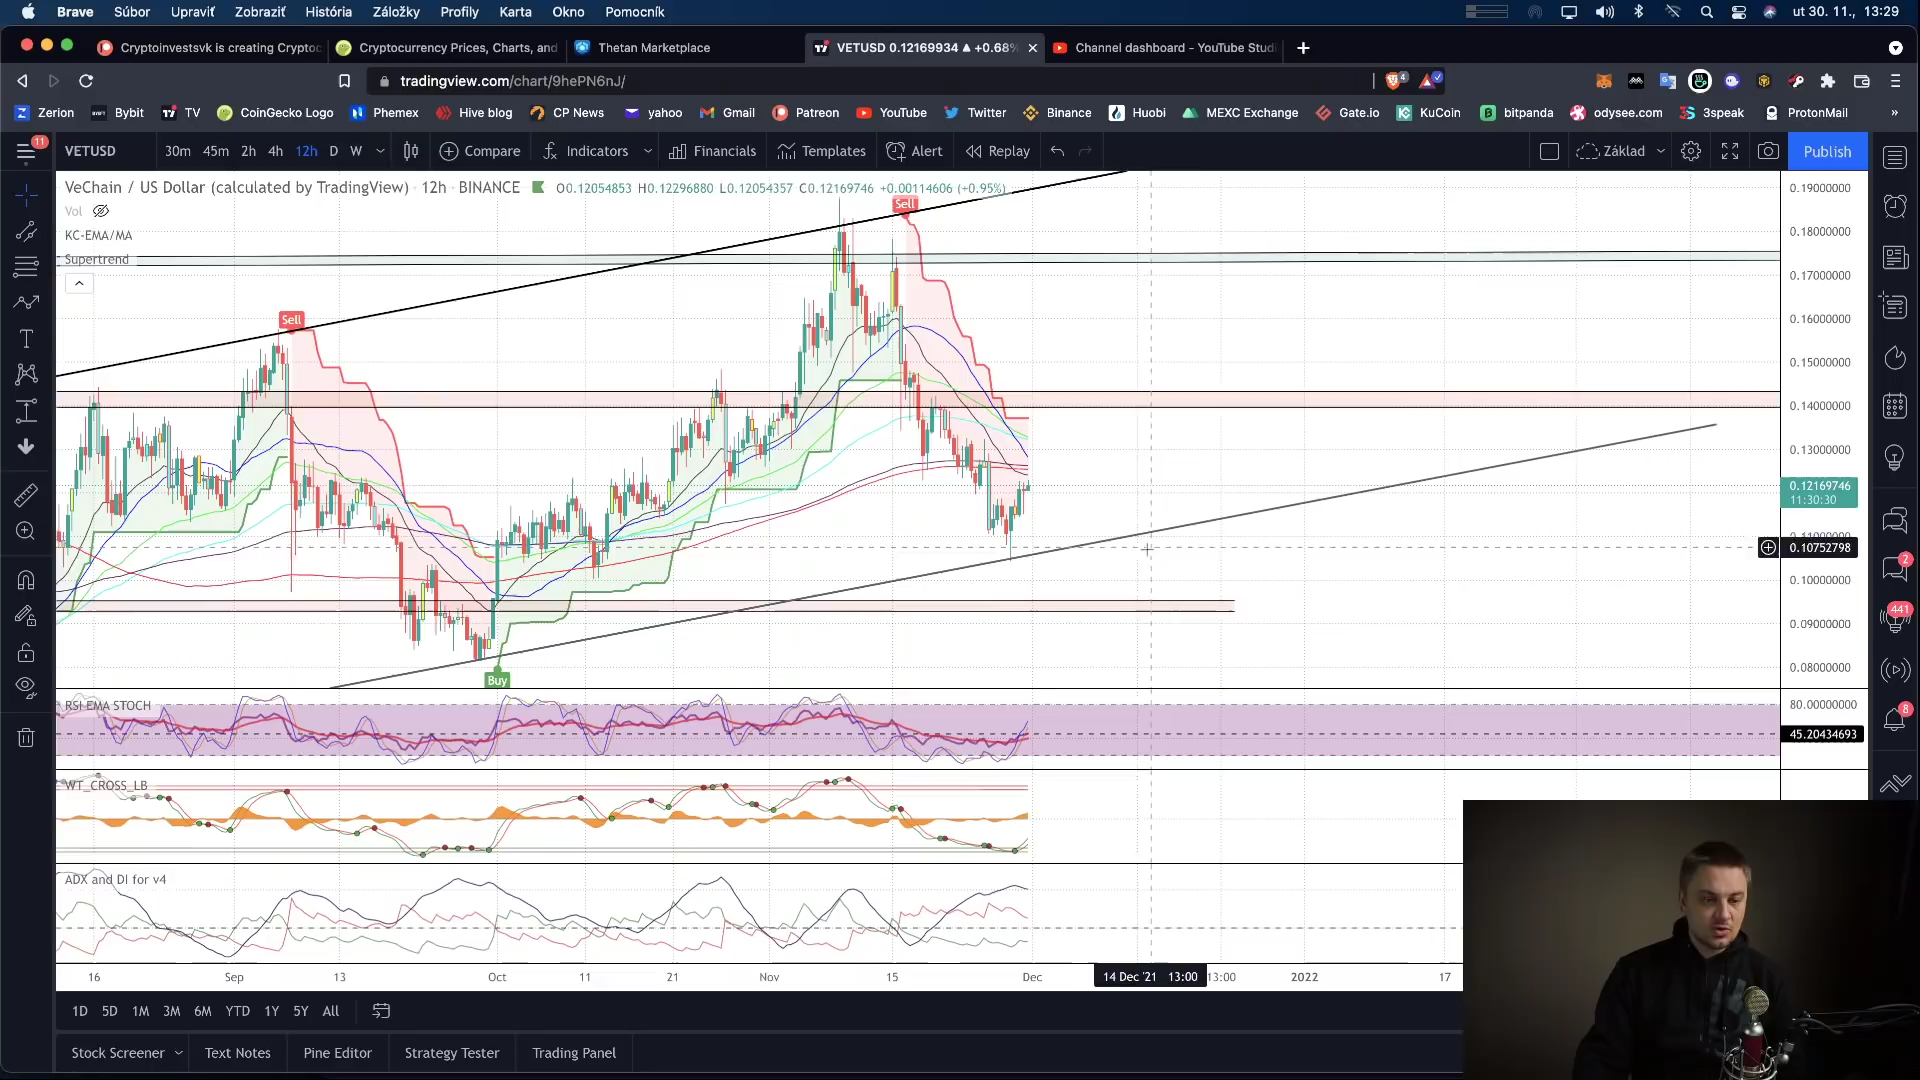 Brave Súbor Upraviť Zobraziť História Záložky Profily Karta Okno Pomocník ut 30. 11., 13:29
Cryptoinvestsvk is creating Cryptoc Cryptocurrency Prices, Charts, and Thetan Marketplace VETUSD 0.12169934 ▲ +0.68% Channel dashboard - YouTube Studi
tradingview.com/chart/9hePN6nJ/ 4
Zerion Bybit TV CoinGecko Logo Phemex Hive blog CP News yahoo Gmail Patreon YouTube Twitter Binance Huobi MEXC Exchange Gate.io KuCoin bitpanda odysee.com 3speak ProtonMail »
11 VETUSD 30m 45m 2h 4h 12h D W Compare Indicators Financials Templates Alert Replay Základ Publish
VeChain / US Dollar (calculated by TradingView) · 12h · BINANCE O0.12054853 H0.12296880 L0.12054357 C0.12169746 +0.00114606 (+0.95%)
0.19000000
Sell
Vol
KC-EMA/MA
0.18000000
Supertrend
0.17000000
Sell
0.16000000
0.15000000
0.14000000
0.13000000
0.12169746
11:30:30
0.10752798
0.10000000
0.09000000
0.08000000
Buy
RSI EMA STOCH
80.00000000
45.20434693
WT_CROSS_LB
ADX and DI for v4
2
441
8
16 Sep 13 Oct 11 21 Nov 15 Dec 14 Dec '21 13:00 13:00 2022 17
1D 5D 1M 3M 6M YTD 1Y 5Y All
Stock Screener Text Notes Pine Editor Strategy Tester Trading Panel